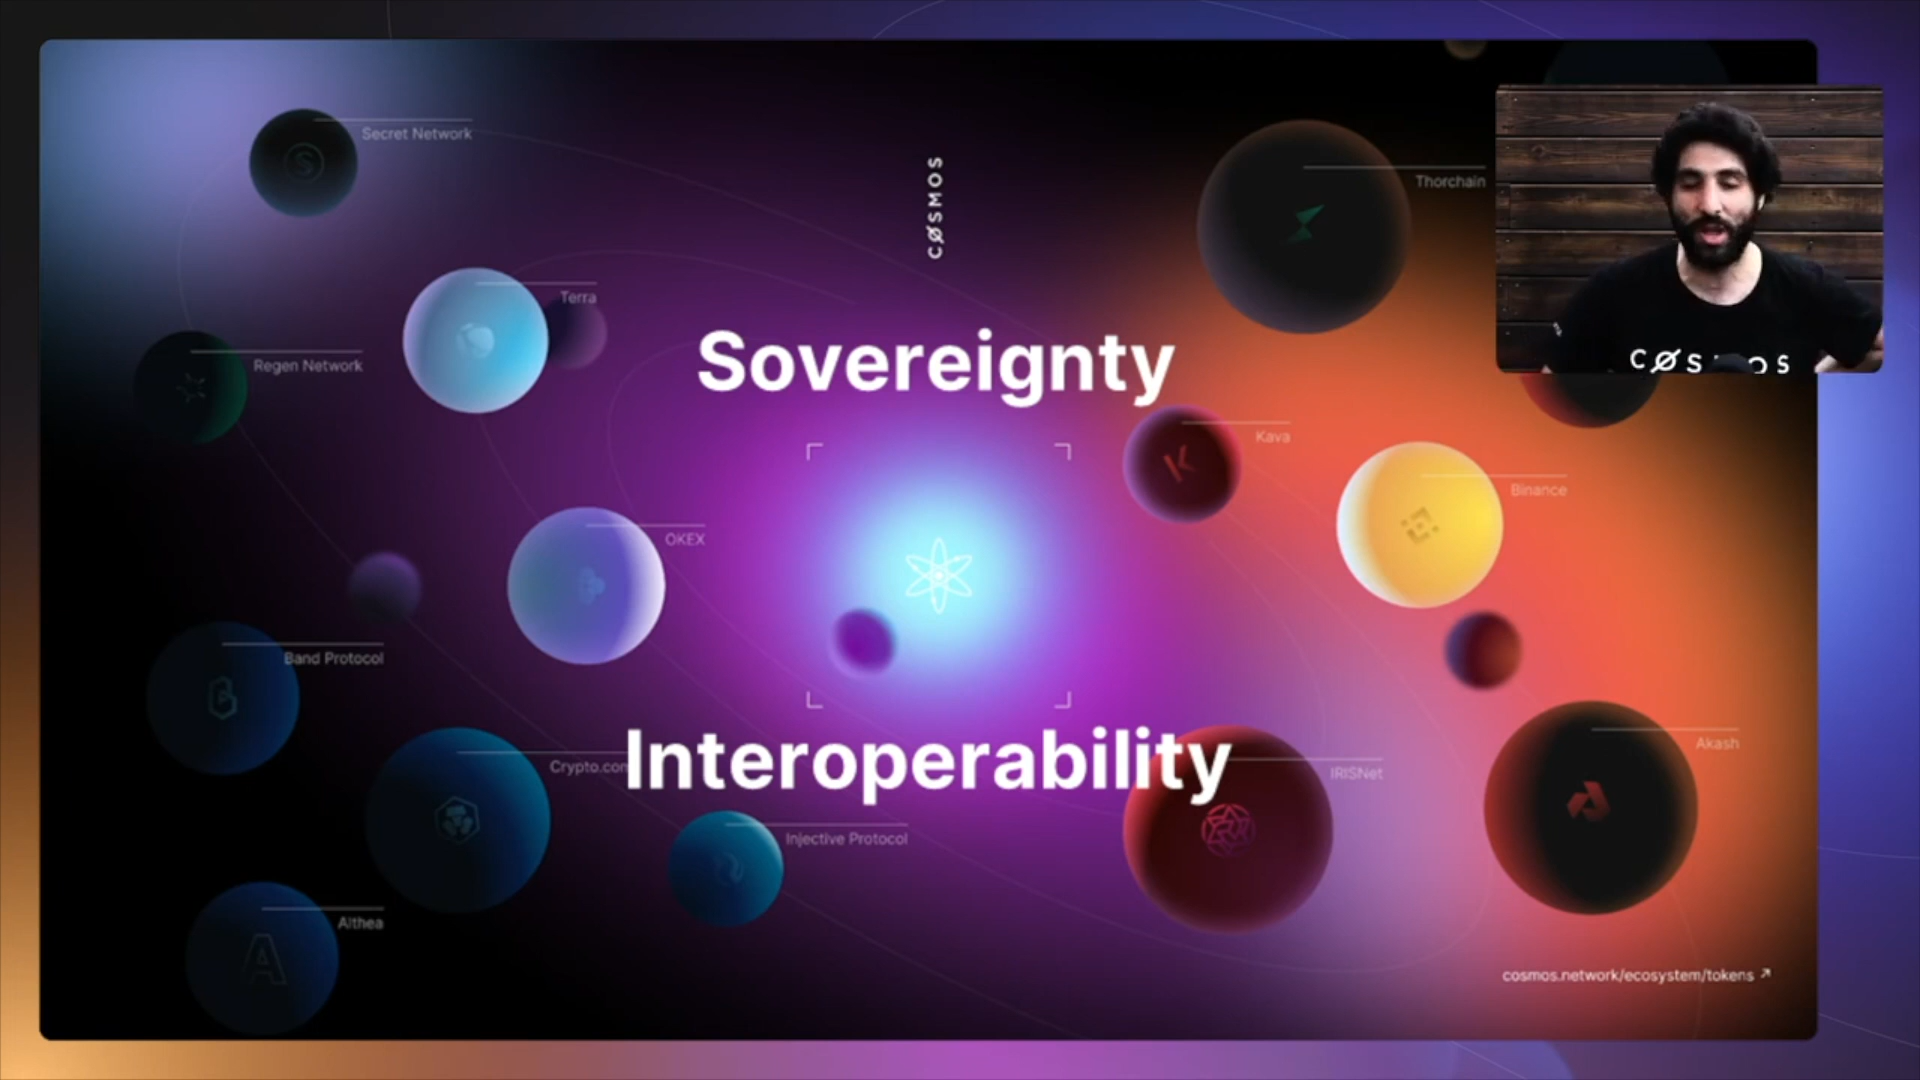 Secret Network
CØSMOS
Thorchain
Terra
Sovereignty
Regen Network
CØSMOS
Kava
Binance
OKEX
Band Protocol
Akash
Crypto.com
Interoperability
IRISNet
Injective Protocol
Althea
cosmos.network/ecosystem/tokens ↗